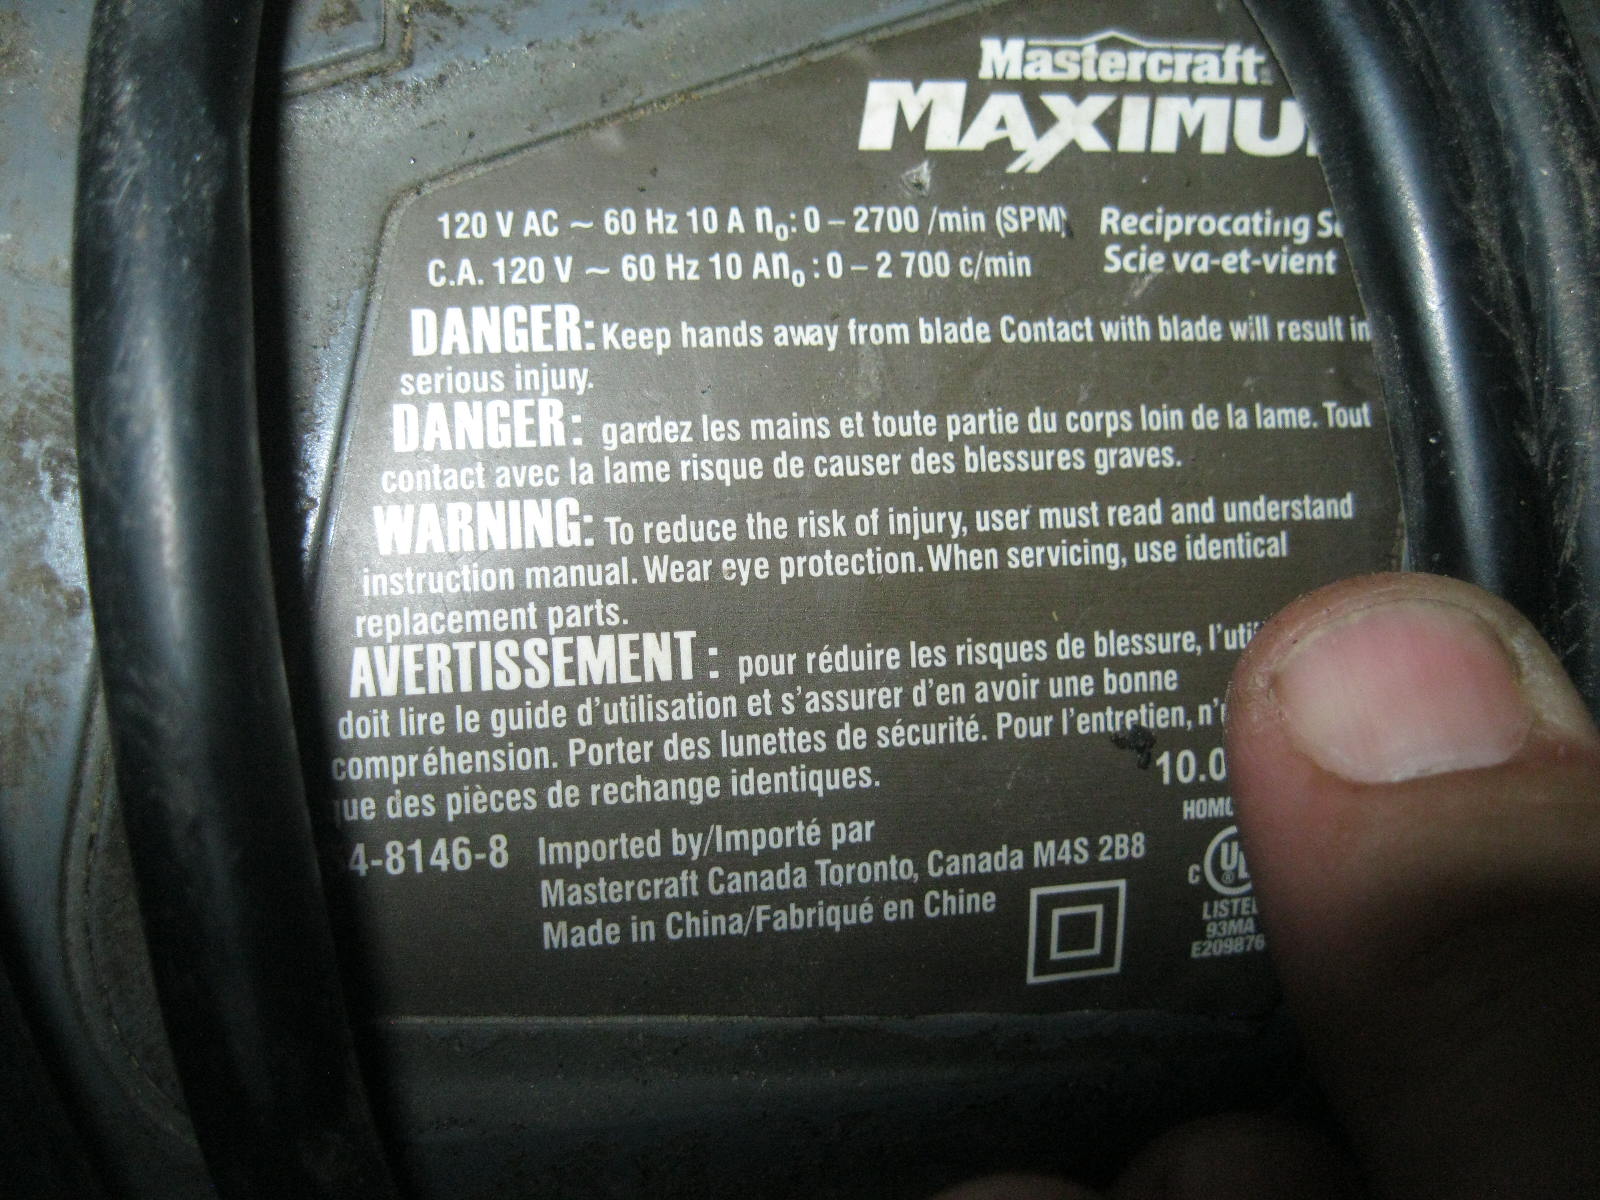 Mastercraft
MAXIMU
120 V AC ~ 60 Hz 10 A no: 0 – 2700 /min (SPM) Reciprocating
C.A. 120 V ~ 60 Hz 10 A no : 0 – 2 700 c/min Scie va-et-vient
DANGER: Keep hands away from blade Contact with blade will result in
serious injury.
DANGER: gardez les mains et toute partie du corps loin de la lame. Tout
contact avec la lame risque de causer des blessures graves.
WARNING: To reduce the risk of injury, user must read and understand
instruction manual. Wear eye protection. When servicing, use identical
replacement parts.
AVERTISSEMENT : pour réduire les risques de blessure,
doit lire le guide d'utilisation et s'assurer d'en avoir une bonne
compréhension. Porter des lunettes de sécurité. Pour l'entretien,
que des pièces de rechange identiques.
4-8146-8 Imported by/Importé par
Mastercraft Canada Toronto, Canada M4S 2B8
Made in China/Fabriqué en Chine
10.0
C UL ®
LISTED
93MA
E209876